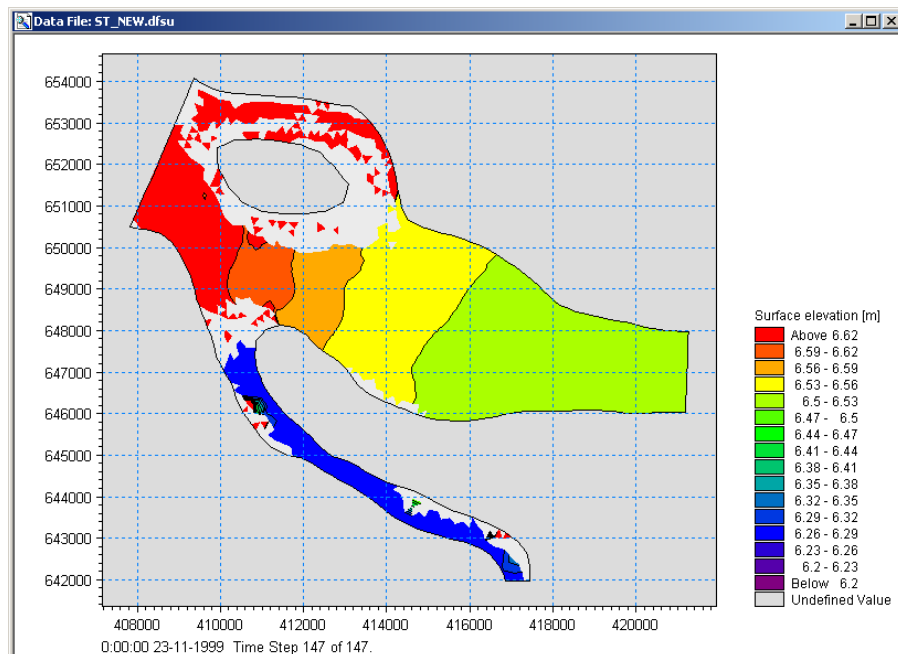 Data File: ST_NEW.dfsu
654000
653000
652000
651000
650000
649000
648000
647000
646000
645000
644000
643000
642000
408000 410000 412000 414000 416000 418000 420000
0:00:00 23-11-1999 Time Step 147 of 147.
Surface elevation [m]
Above 6.62
6.59 - 6.62
6.56 - 6.59
6.53 - 6.56
6.5 - 6.53
6.47 - 6.5
6.44 - 6.47
6.41 - 6.44
6.38 - 6.41
6.35 - 6.38
6.32 - 6.35
6.29 - 6.32
6.26 - 6.29
6.23 - 6.26
6.2 - 6.23
Below 6.2
Undefined Value